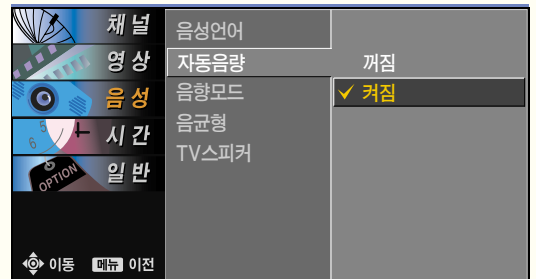 채널
영상
음성
시간
일반
OPTION
음성언어
자동음량
음향모드
음균형
TV스피커
꺼짐
켜짐
이동 메뉴 이전